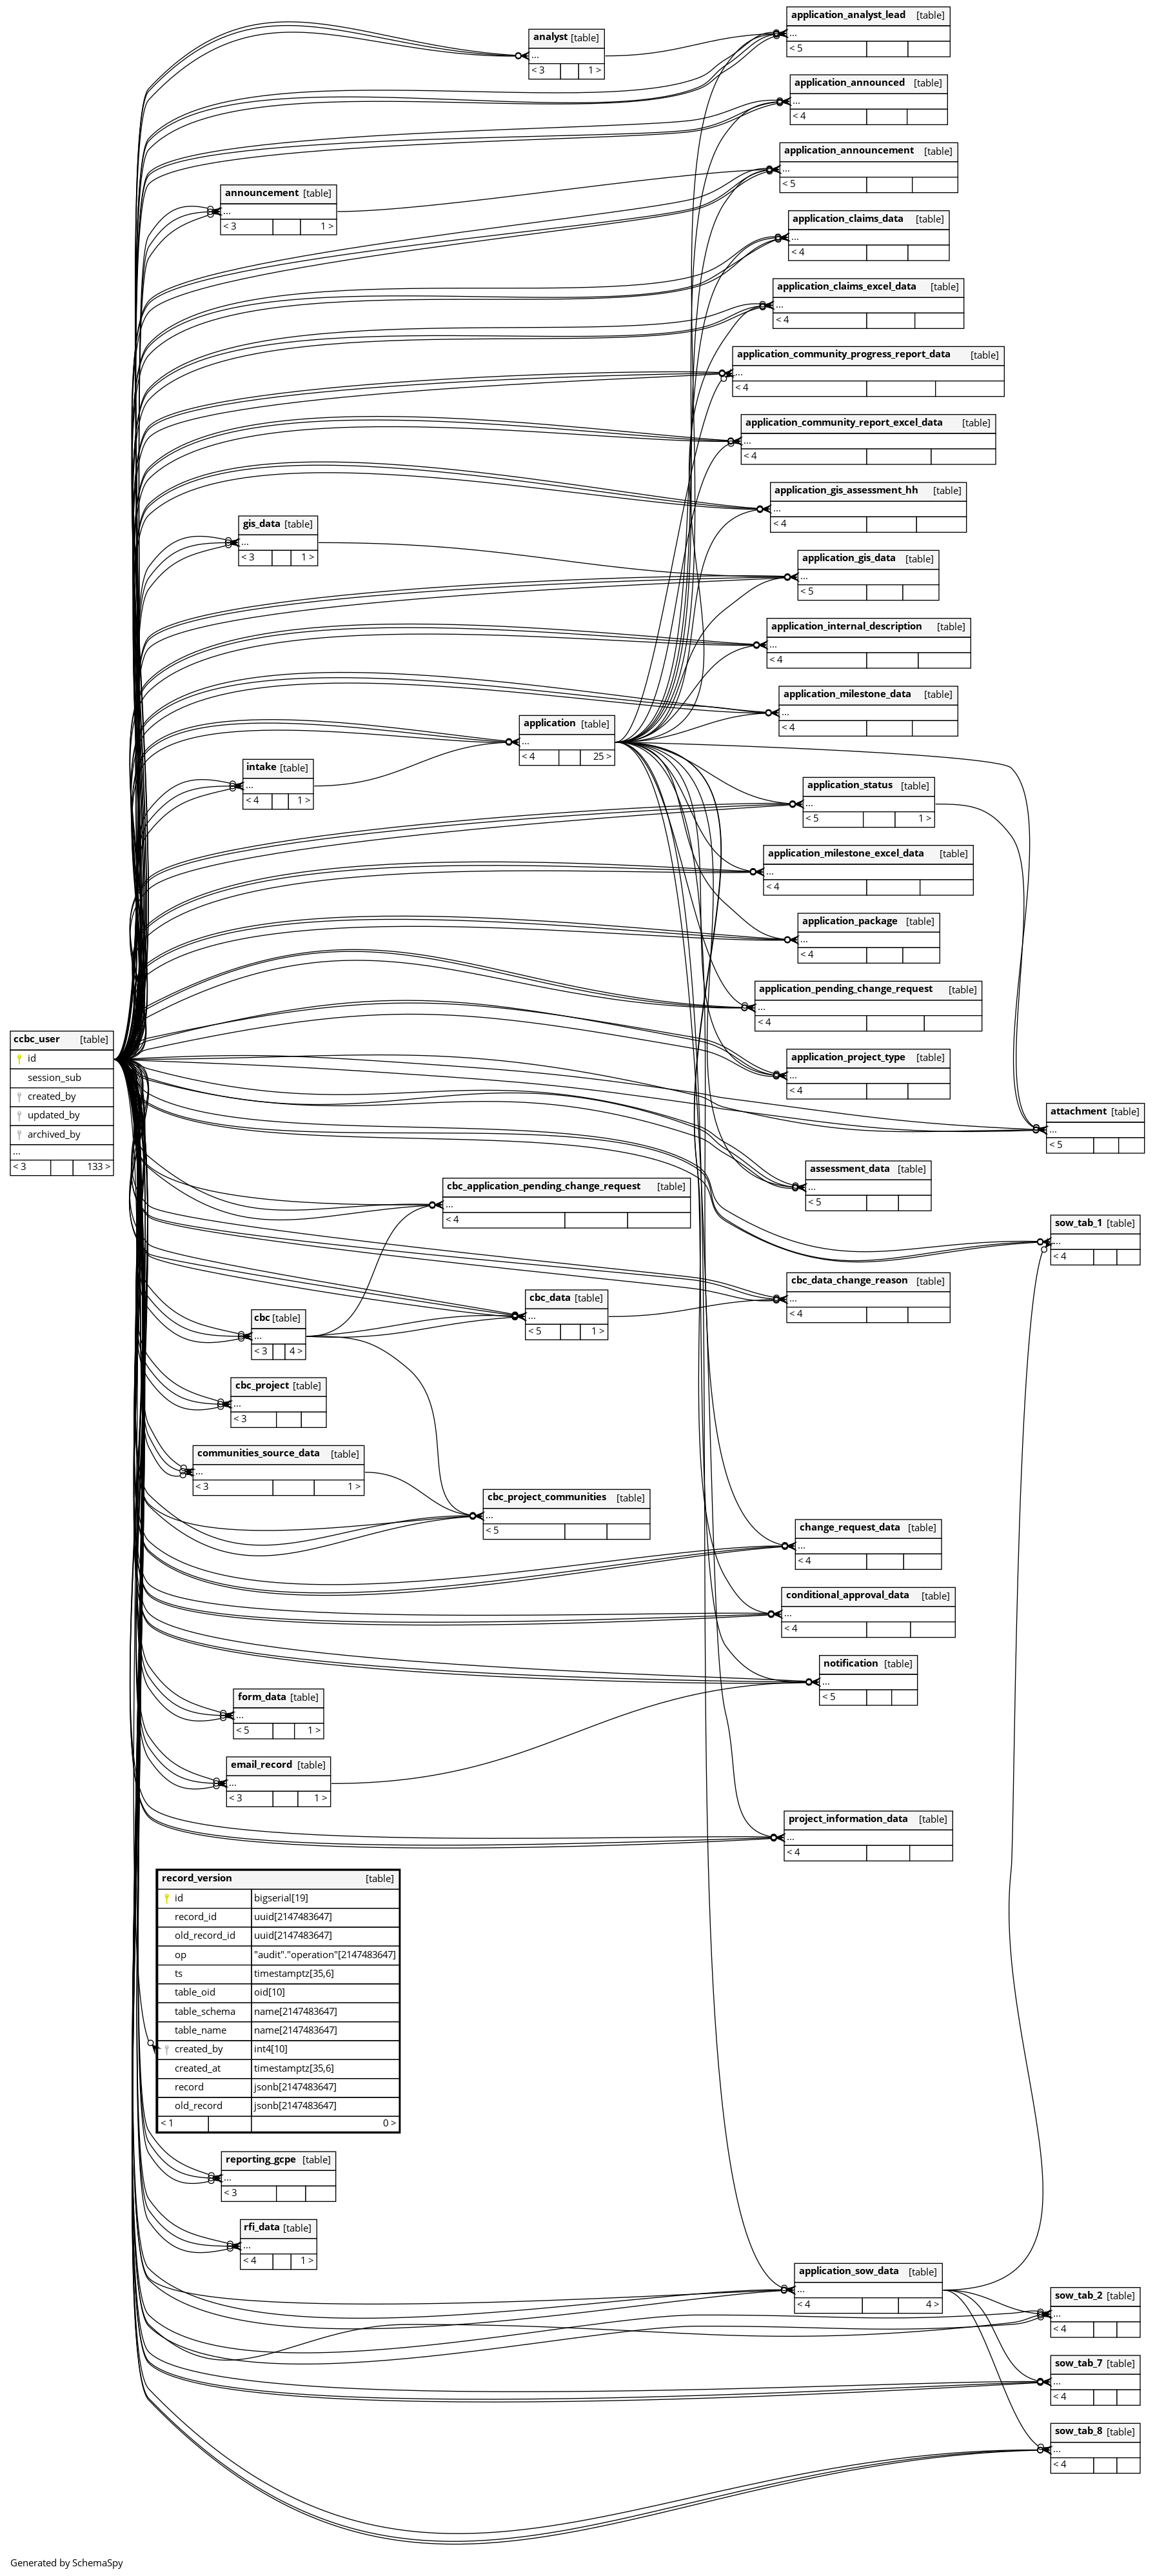 analyst [table]
...
< 3 1 >
application_analyst_lead [table]
...
< 5
application_announced [table]
...
< 4
application_announcement [table]
...
< 5
announcement [table]
...
< 3 1 >
application_claims_data [table]
...
< 4
application_claims_excel_data [table]
...
< 4
application_community_progress_report_data [table]
...
< 4
application_community_report_excel_data [table]
...
< 4
application_gis_assessment_hh [table]
...
< 4
gis_data [table]
...
< 3 1 >
application_gis_data [table]
...
< 5
application_internal_description [table]
...
< 4
application_milestone_data [table]
...
< 4
application [table]
...
< 4 25 >
intake [table]
...
< 4 1 >
application_status [table]
...
< 5 1 >
application_milestone_excel_data [table]
...
< 4
application_package [table]
...
< 4
application_pending_change_request [table]
...
< 4
ccbc_user [table]
id
session_sub
created_by
updated_by
archived_by
...
< 3 133 >
application_project_type [table]
...
< 4
attachment [table]
...
< 5
assessment_data [table]
...
< 5
cbc_application_pending_change_request [table]
...
< 4
sow_tab_1 [table]
...
< 4
cbc_data_change_reason [table]
...
< 4
cbc_data [table]
...
< 5 1 >
cbc [table]
...
< 3 4 >
cbc_project [table]
...
< 3
communities_source_data [table]
...
< 3 1 >
cbc_project_communities [table]
...
< 5
change_request_data [table]
...
< 4
conditional_approval_data [table]
...
< 4
notification [table]
...
< 5
form_data [table]
...
< 5 1 >
email_record [table]
...
< 3 1 >
project_information_data [table]
...
< 4
record_version [table]
id bigserial[19]
record_id uuid[2147483647]
old_record_id uuid[2147483647]
op "audit"."operation"[2147483647]
ts timestamptz[35,6]
table_oid oid[10]
table_schema name[2147483647]
table_name name[2147483647]
created_by int4[10]
created_at timestamptz[35,6]
record jsonb[2147483647]
old_record jsonb[2147483647]
< 1 0 >
reporting_gcpe [table]
...
< 3
rfi_data [table]
...
< 4 1 >
application_sow_data [table]
...
< 4 4 >
sow_tab_2 [table]
...
< 4
sow_tab_7 [table]
...
< 4
sow_tab_8 [table]
...
< 4
Generated by SchemaSpy